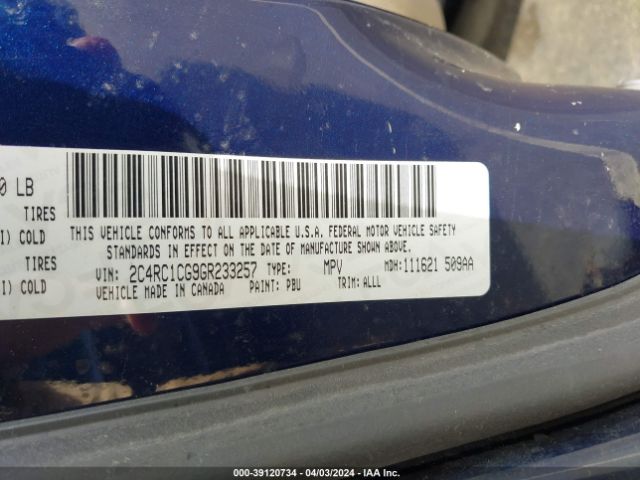 0 LB
TIRES
I) COLD
TIRES
I) COLD
THIS VEHICLE CONFORMS TO ALL APPLICABLE U.S.A. FEDERAL MOTOR VEHICLE SAFETY
STANDARDS IN EFFECT ON THE DATE OF MANUFACTURE SHOWN ABOVE.
VIN: 2C4RC1CG9GR233257 TYPE: MPV MDH:111621 509AA
VEHICLE MADE IN CANADA PAINT: PBU TRIM: ALLL
000-39120734 - 04/03/2024 - IAA Inc.